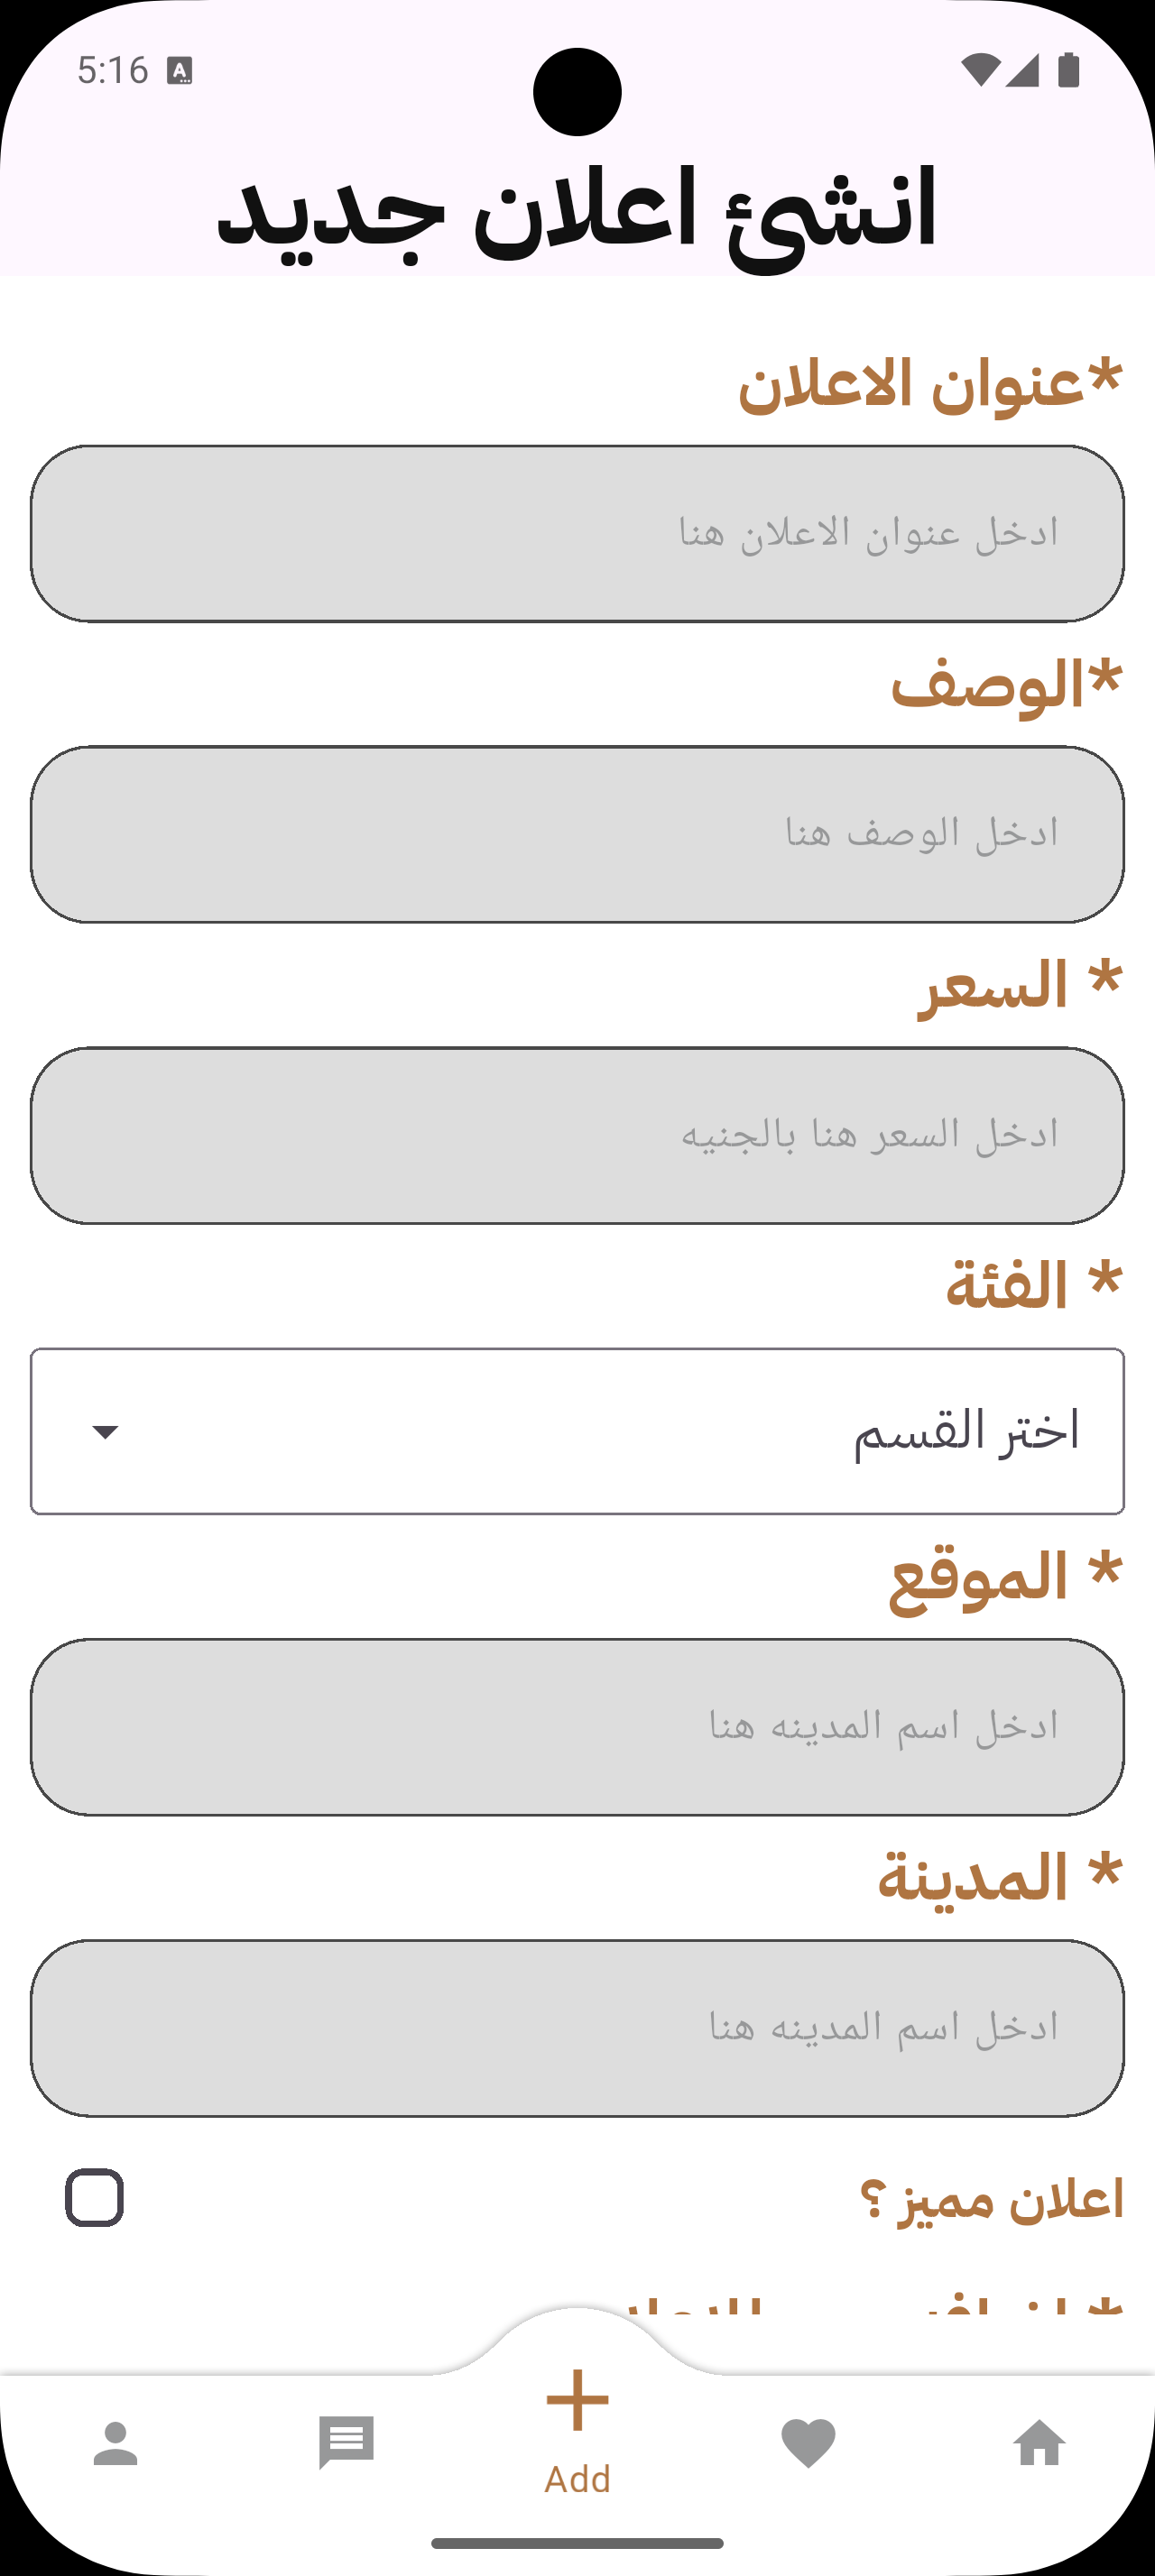 5:16
انشئ اعلان جديد
*عنوان الاعلان
ادخل عنوان الاعلان هنا
*الوصف
ادخل الوصف هنا
* السعر
ادخل السعر هنا بالجنيه
* الفئة
اختر القسم
* الموقع
ادخل اسم المدينه هنا
* المدينة
ادخل اسم المدينه هنا
اعلان مميز ؟
Add